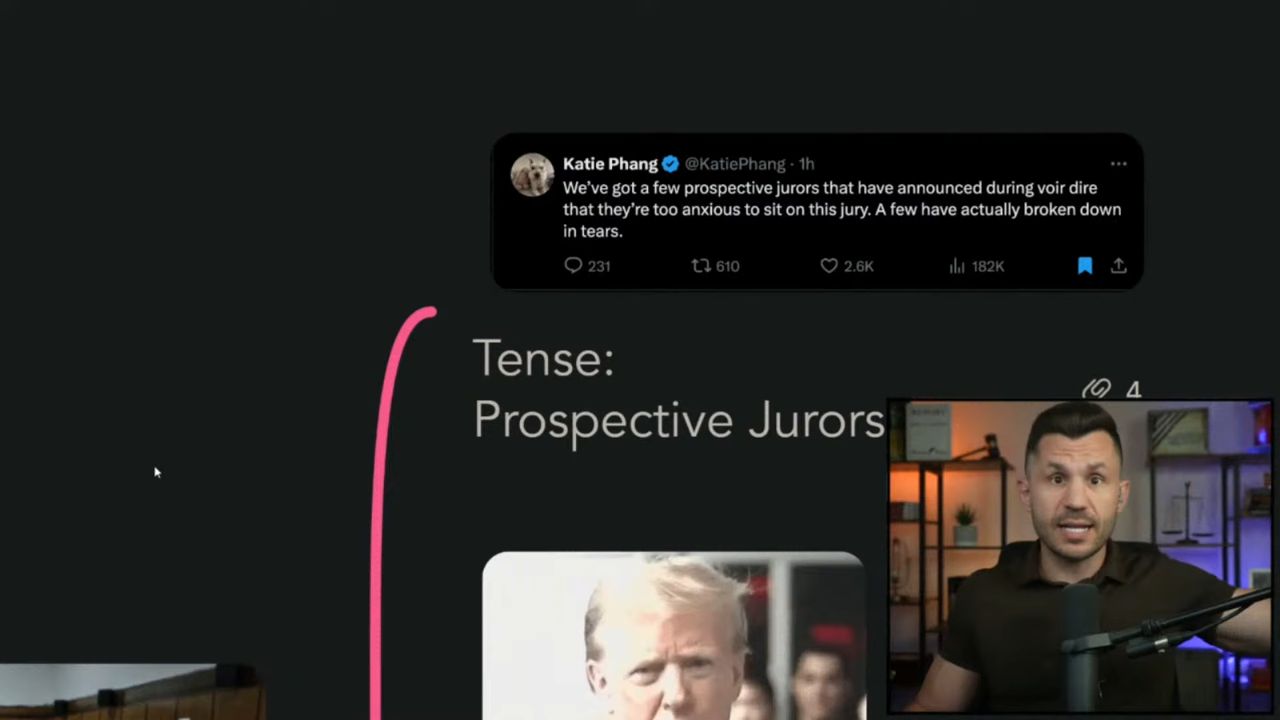 Katie Phang @KatiePhang · 1h
We've got a few prospective jurors that have announced during voir dire
that they're too anxious to sit on this jury. A few have actually broken down
in tears.
231 610 2.6K 182K
Tense:
4
Prospective Jurors